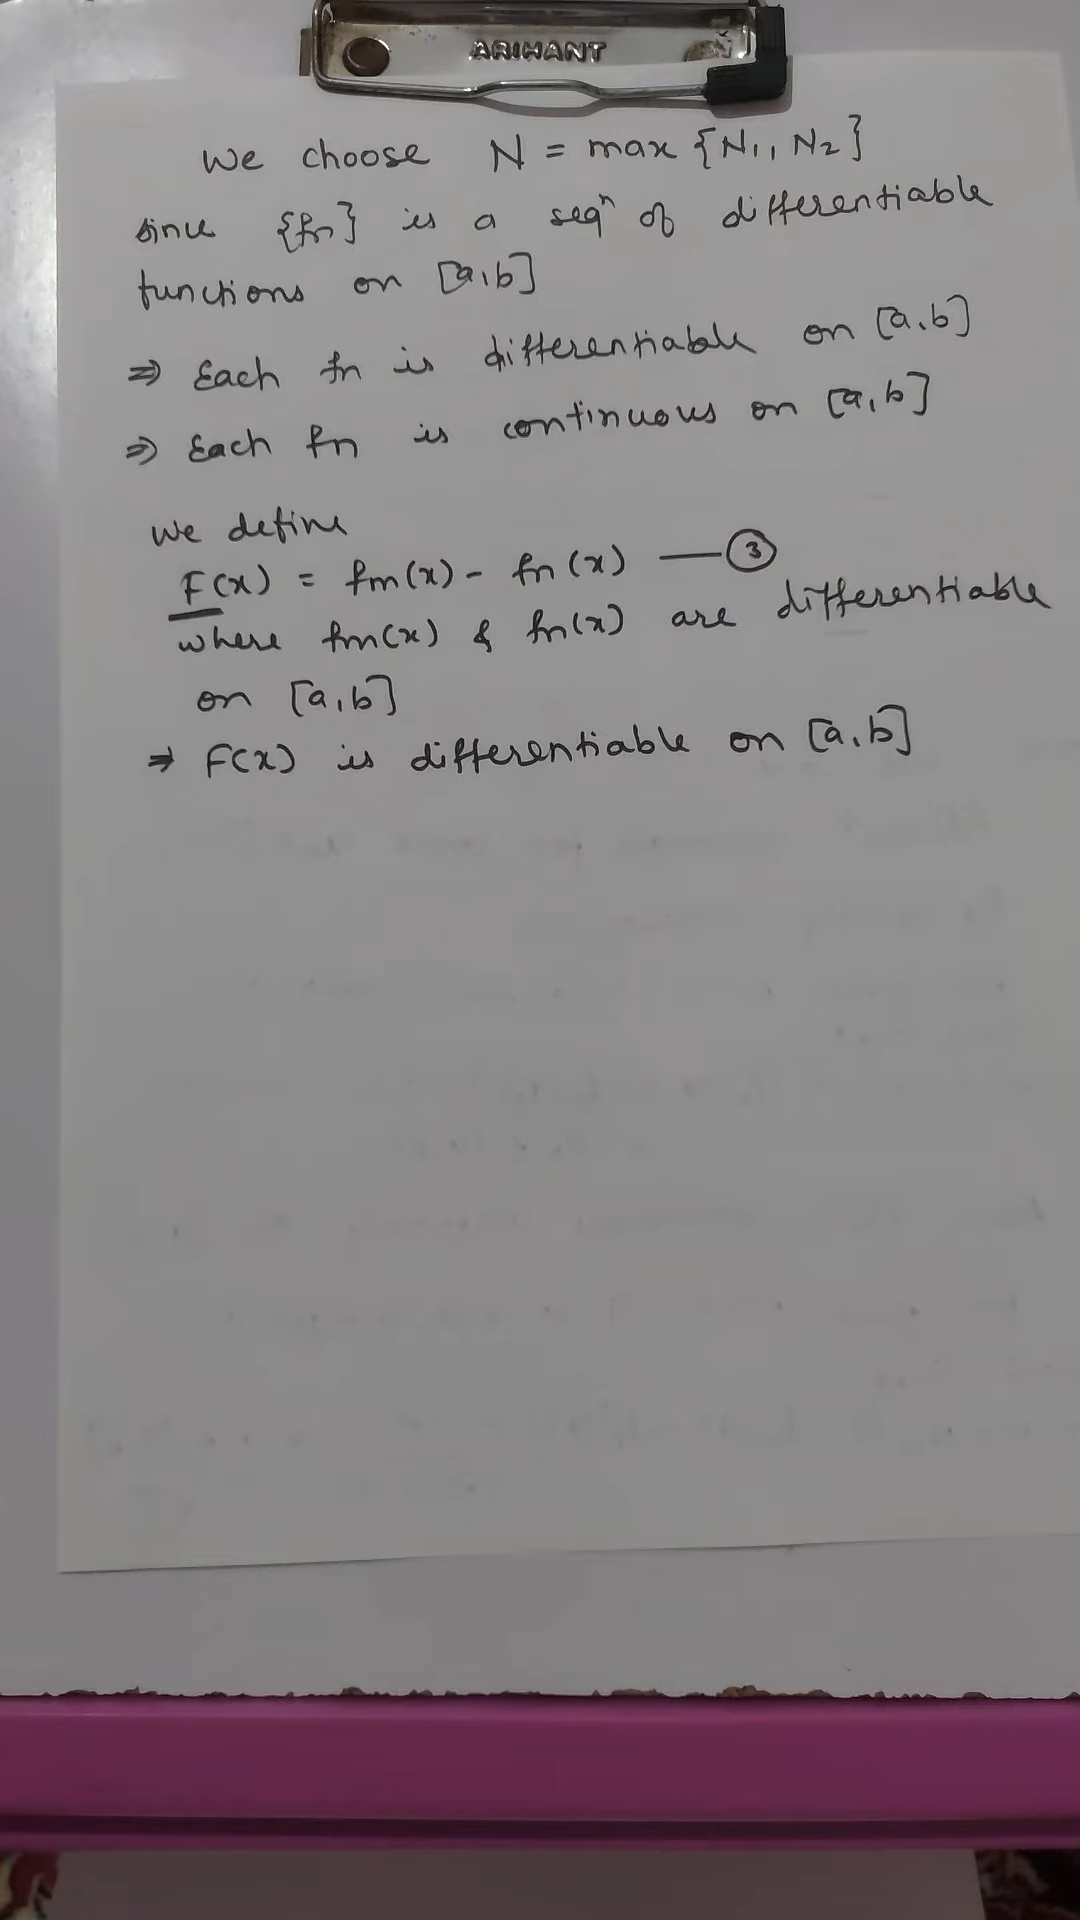 ARIHANT
We choose N = max {N1, N2}
since {fn} is a seqn of differentiable
functions on [a,b]
⇒ Each fn is differentiable on [a,b]
⇒ Each fn is continuous on [a,b]
We define
F(x) = fm(x) - fn(x) — ③
where fm(x) & fn(x) are differentiable
on [a,b]
⇒ F(x) is differentiable on [a,b]